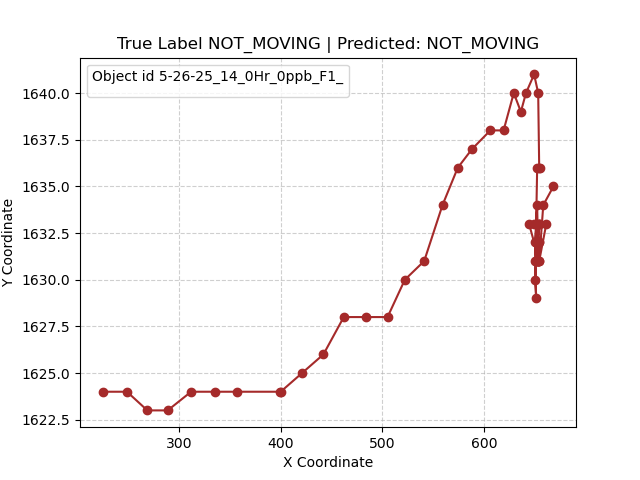 True Label NOT_MOVING | Predicted: NOT_MOVING
Object id 5-26-25_14_0Hr_0ppb_F1_
1640.0
1637.5
1635.0
1632.5
1630.0
1627.5
1625.0
1622.5
Y Coordinate
300 400 500 600
X Coordinate